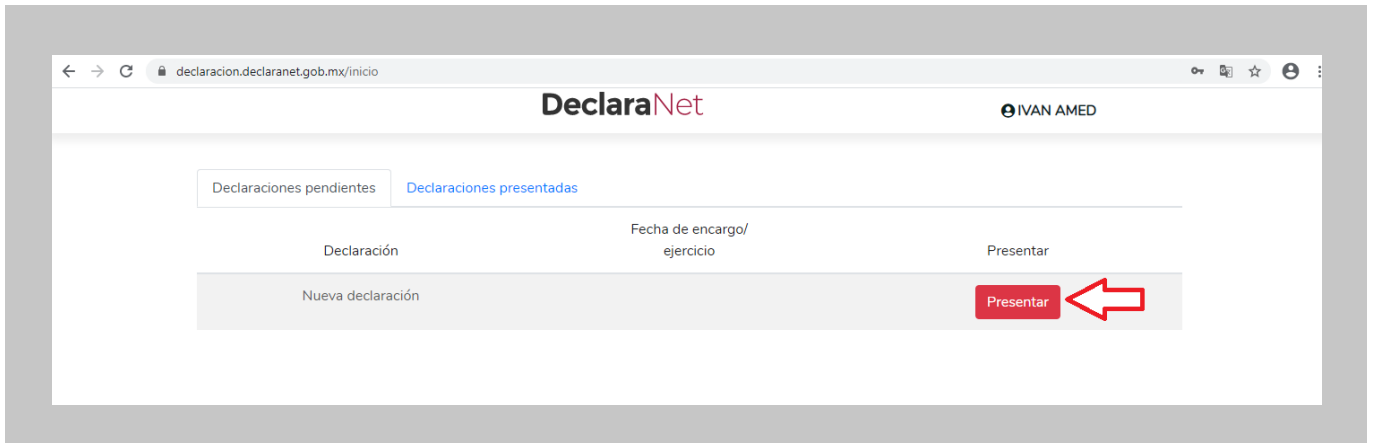 declaracion.declaranet.gob.mx/inicio
DeclaraNet
IVAN AMED
Declaraciones pendientes
Declaraciones presentadas
Declaración
Fecha de encargo/
ejercicio
Presentar
Nueva declaración
Presentar